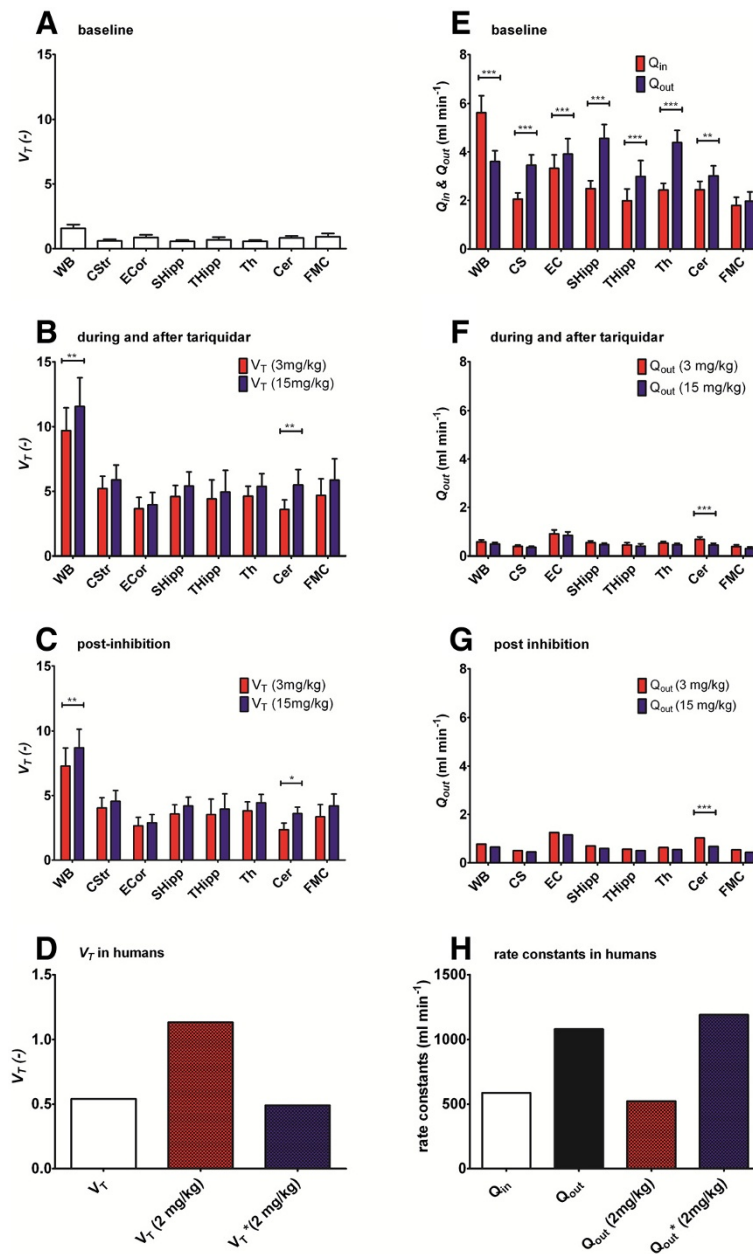 A baseline
15
10
5
0
V_T (-)
WB CStr ECor SHipp THipp Th Cer FMC
B during and after tariquidar
V_T (3mg/kg)
V_T (15mg/kg)
15
10
5
0
V_T (-)
**
**
WB CStr ECor SHipp THipp Th Cer FMC
C post-inhibition
V_T (3mg/kg)
V_T (15mg/kg)
15
10
5
0
V_T (-)
**
*
WB CStr ECor SHipp THipp Th Cer FMC
D V_T in humans
1.5
1.0
0.5
0.0
V_T (-)
V_T V_T (2 mg/kg) V_T*(2 mg/kg)
E baseline
Q_in
Q_out
8
6
4
2
0
Q_in & Q_out (ml min⁻¹)
*** *** *** *** *** *** **
WB CS EC SHipp THipp Th Cer FMC
F during and after tariquidar
Q_out (3 mg/kg)
Q_out (15 mg/kg)
8
6
4
2
0
Q_out (ml min⁻¹)
***
WB CS EC SHipp THipp Th Cer FMC
G post inhibition
Q_out (3 mg/kg)
Q_out (15 mg/kg)
8
6
4
2
0
Q_out (ml min⁻¹)
***
WB CS EC SHipp THipp Th Cer FMC
H rate constants in humans
1500
1000
500
0
rate constants (ml min⁻¹)
Q_in Q_out Q_out (2mg/kg) Q_out* (2mg/kg)